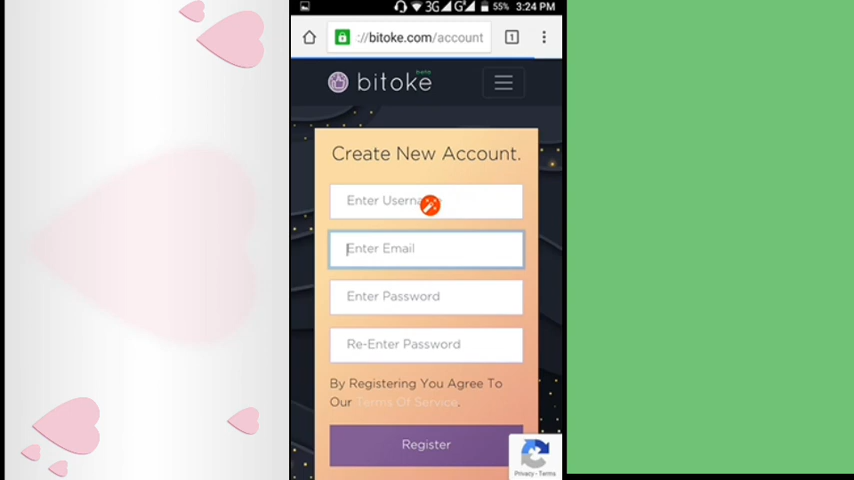 3G G 55% 3:24 PM
://bitoke.com/account
1
bitoke
beta
Create New Account.
Enter
Enter Email
Enter Password
Re-Enter Password
By Registering You Agree To
Our Terms Of Service.
Register
Privacy - Terms